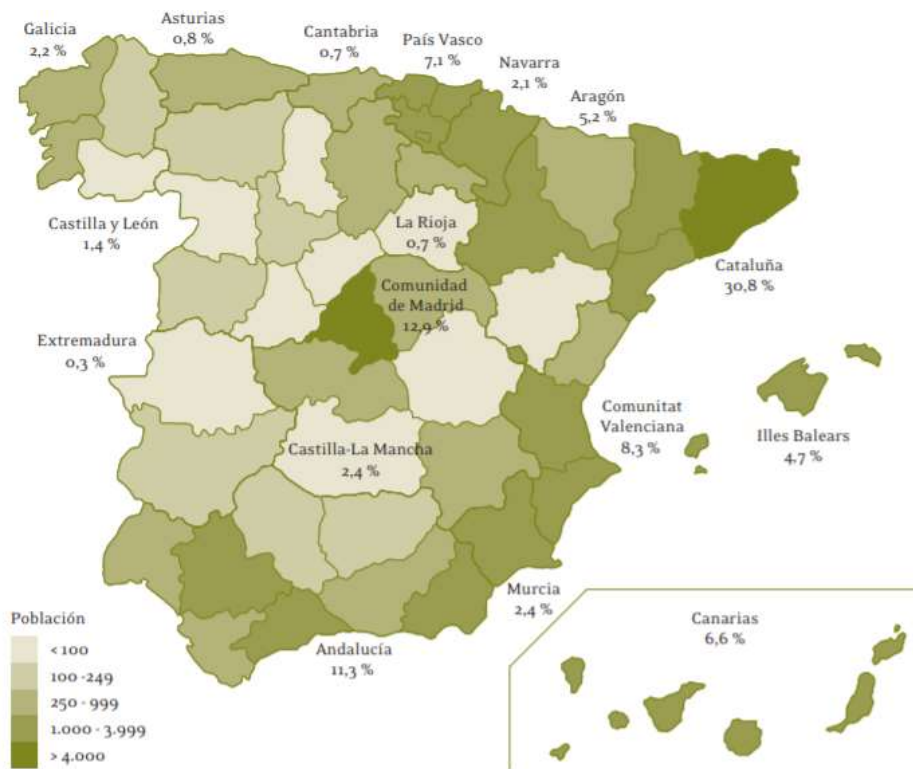 Galicia
2,2 %
Asturias
0,8 %
Cantabria
0,7 %
País Vasco
7,1 %
Navarra
2,1 %
Aragón
5,2 %
Castilla y León
1,4 %
La Rioja
0,7 %
Cataluña
30,8 %
Comunidad
de Madrid
12,9 %
Extremadura
0,3 %
Comunitat
Valenciana
8,3 %
Illes Balears
4,7 %
Castilla-La Mancha
2,4 %
Murcia
2,4 %
Andalucía
11,3 %
Canarias
6,6 %
Población
< 100
100 -249
250 - 999
1.000 - 3.999
> 4.000